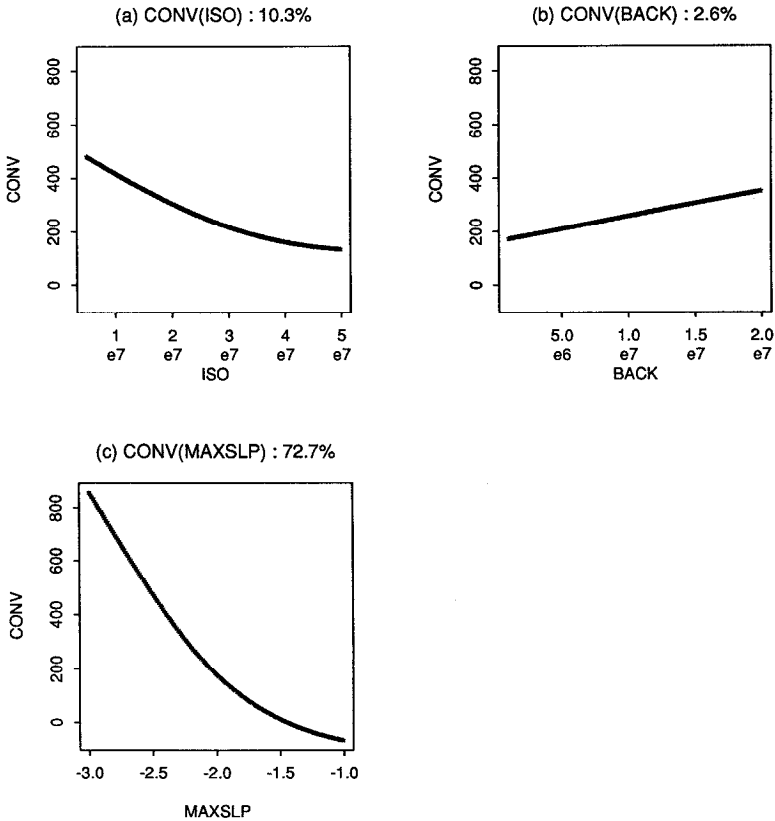 (a) CONV(ISO) : 10.3%
800
600
400
200
0
CONV
1 2 3 4 5
e7 e7 e7 e7 e7
ISO
(b) CONV(BACK) : 2.6%
800
600
400
200
0
CONV
5.0 1.0 1.5 2.0
e6 e7 e7 e7
BACK
(c) CONV(MAXSLP) : 72.7%
800
600
400
200
0
CONV
-3.0 -2.5 -2.0 -1.5 -1.0
MAXSLP